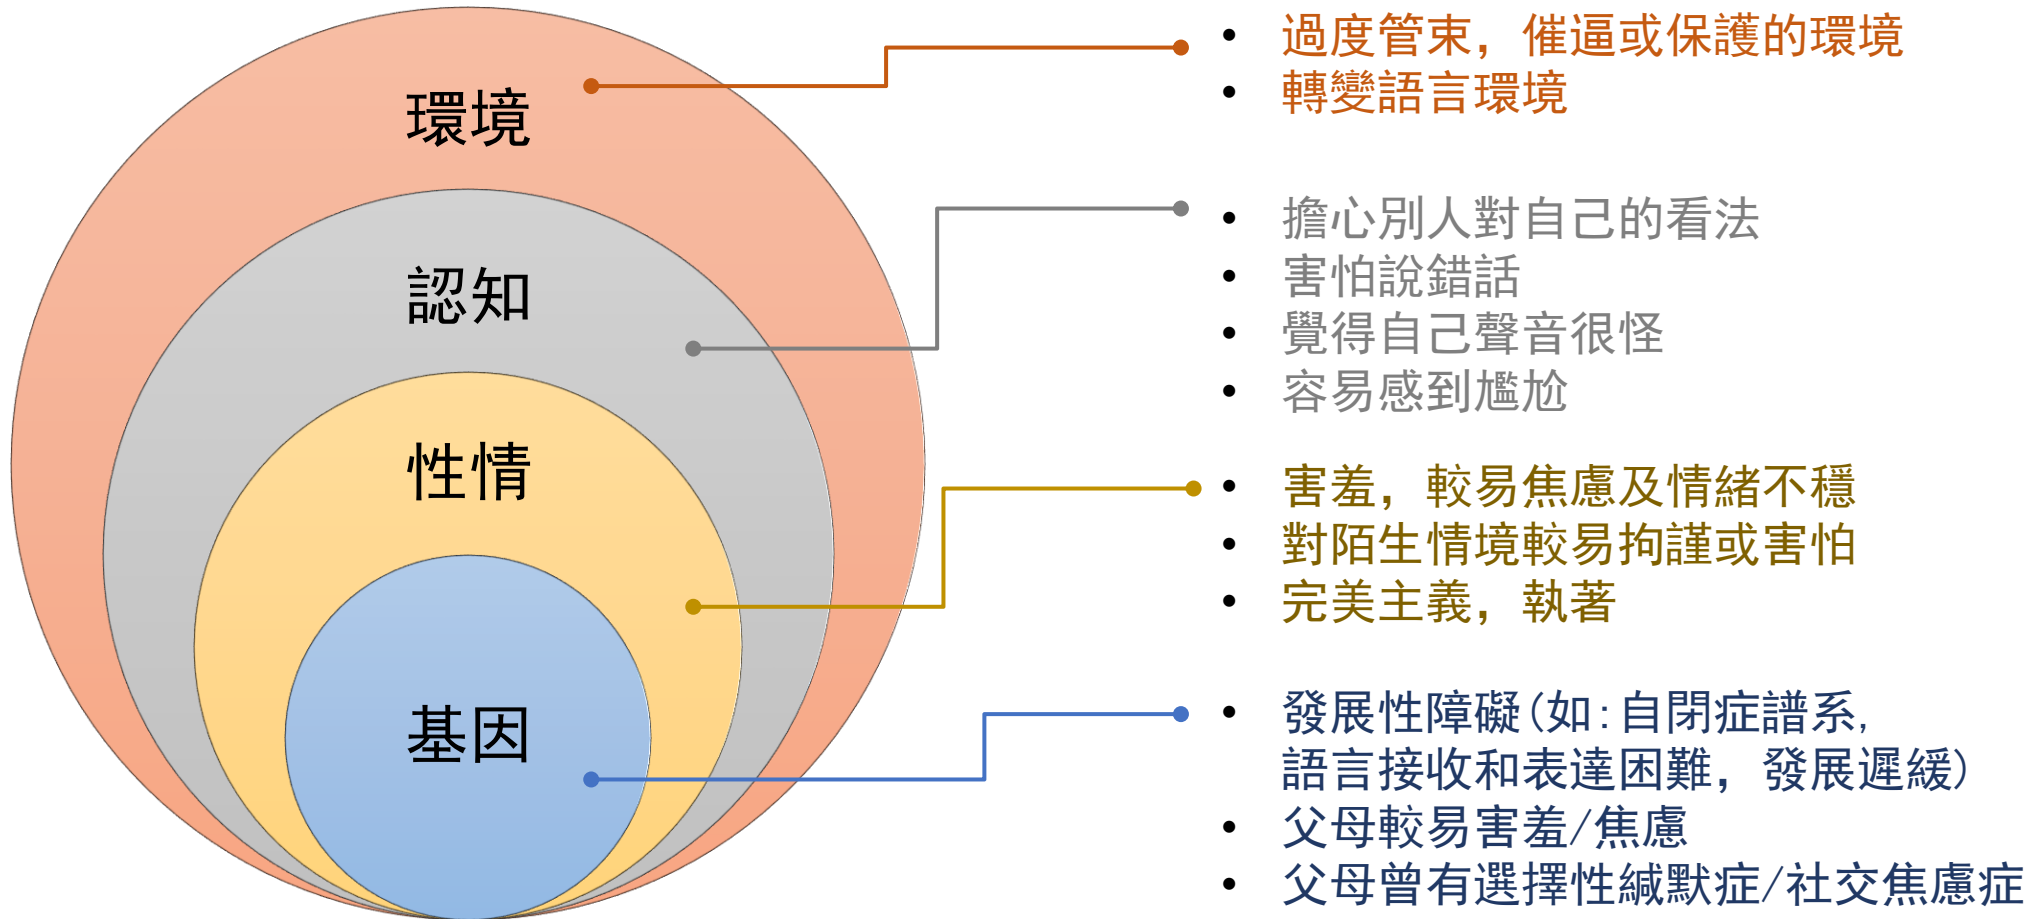 環境
認知
性情
基因
• 過度管束，催逼或保護的環境
• 轉變語言環境
• 擔心別人對自己的看法
• 害怕說錯話
• 覺得自己聲音很怪
• 容易感到尷尬
• 害羞，較易焦慮及情緒不穩
• 對陌生情境較易拘謹或害怕
• 完美主義，執著
• 發展性障礙(如:自閉症譜系,
語言接收和表達困難，發展遲緩)
• 父母較易害羞/焦慮
• 父母曾有選擇性緘默症/社交焦慮症